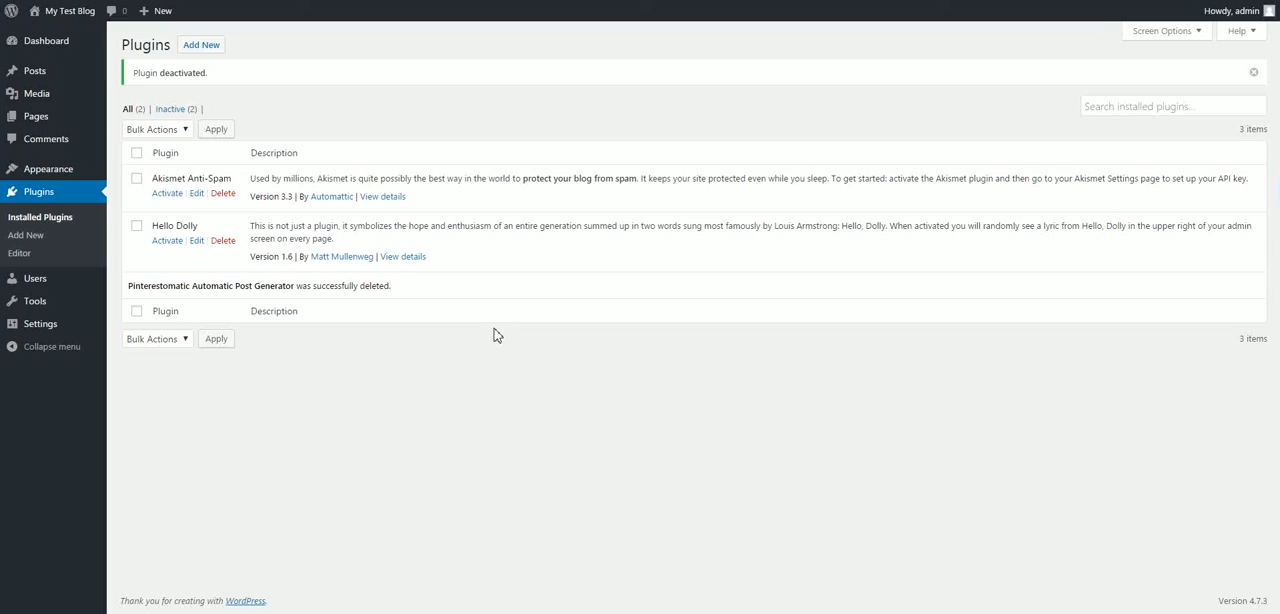 My Test Blog 0 New Howdy, admin
Dashboard
Posts
Media
Pages
Comments
Appearance
Plugins
Installed Plugins
Add New
Editor
Users
Tools
Settings
Collapse menu
Screen Options ▼ Help ▼
Plugins Add New
Plugin deactivated.
All (2) | Inactive (2) |
Search installed plugins...
Bulk Actions ▼ Apply 3 items
Plugin Description
Akismet Anti-Spam Used by millions, Akismet is quite possibly the best way in the world to protect your blog from spam. It keeps your site protected even while you sleep. To get started: activate the Akismet plugin and then go to your Akismet Settings page to set up your API key.
Activate | Edit | Delete
Version 3.3 | By Automattic | View details
Hello Dolly This is not just a plugin, it symbolizes the hope and enthusiasm of an entire generation summed up in two words sung most famously by Louis Armstrong: Hello, Dolly. When activated you will randomly see a lyric from Hello, Dolly in the upper right of your admin
Activate | Edit | Delete screen on every page.
Version 1.6 | By Matt Mullenweg | View details
Pinterestomatic Automatic Post Generator was successfully deleted.
Plugin Description
Bulk Actions ▼ Apply 3 items
Thank you for creating with WordPress. Version 4.7.3